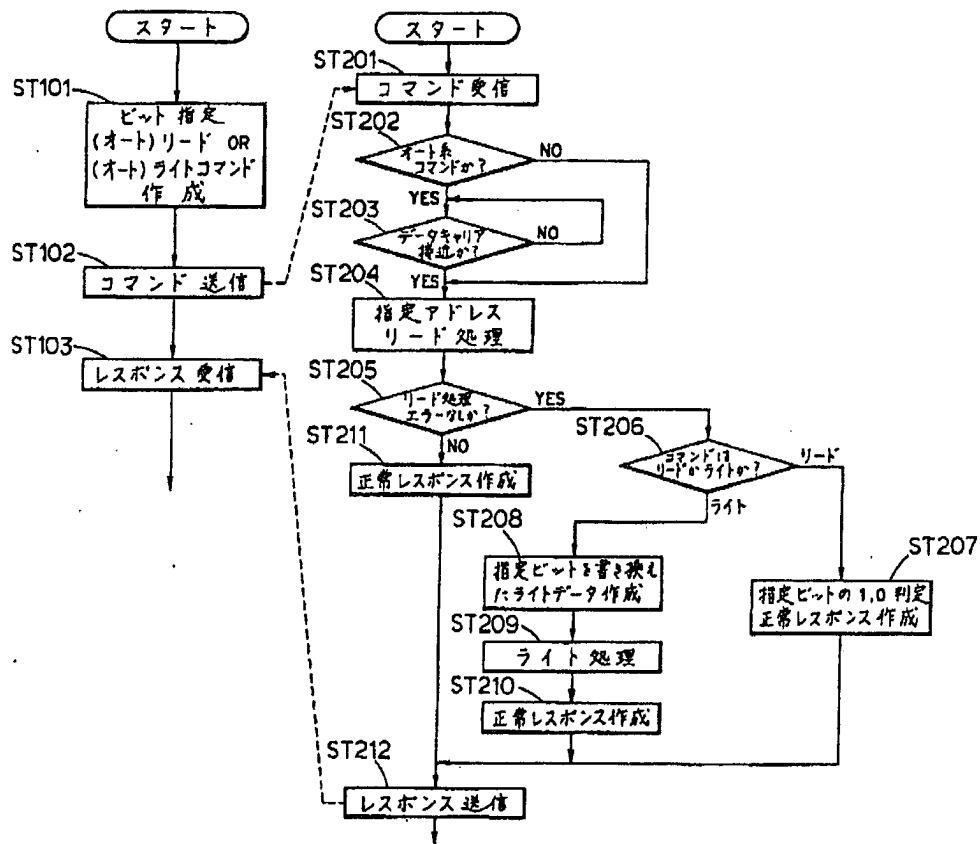 スタート
ST101
ビット指定
(オート)リード OR
(オート)ライトコマンド
作成
ST102
コマンド送信
ST103
レスポンス受信
スタート
ST201
コマンド受信
ST202
オート系
コマンドか?
NO
YES
ST203
データキャリア
接近か?
NO
YES
ST204
指定アドレス
リード処理
ST205
リード処理
エラーなしか?
YES
NO
ST211
正常レスポンス作成
ST206
コマンドは
リードかライトか?
リード
ライト
ST208
指定ビットを書き換え
たライトデータ作成
ST209
ライト処理
ST210
正常レスポンス作成
ST207
指定ビットの1,0判定
正常レスポンス作成
ST212
レスポンス送信